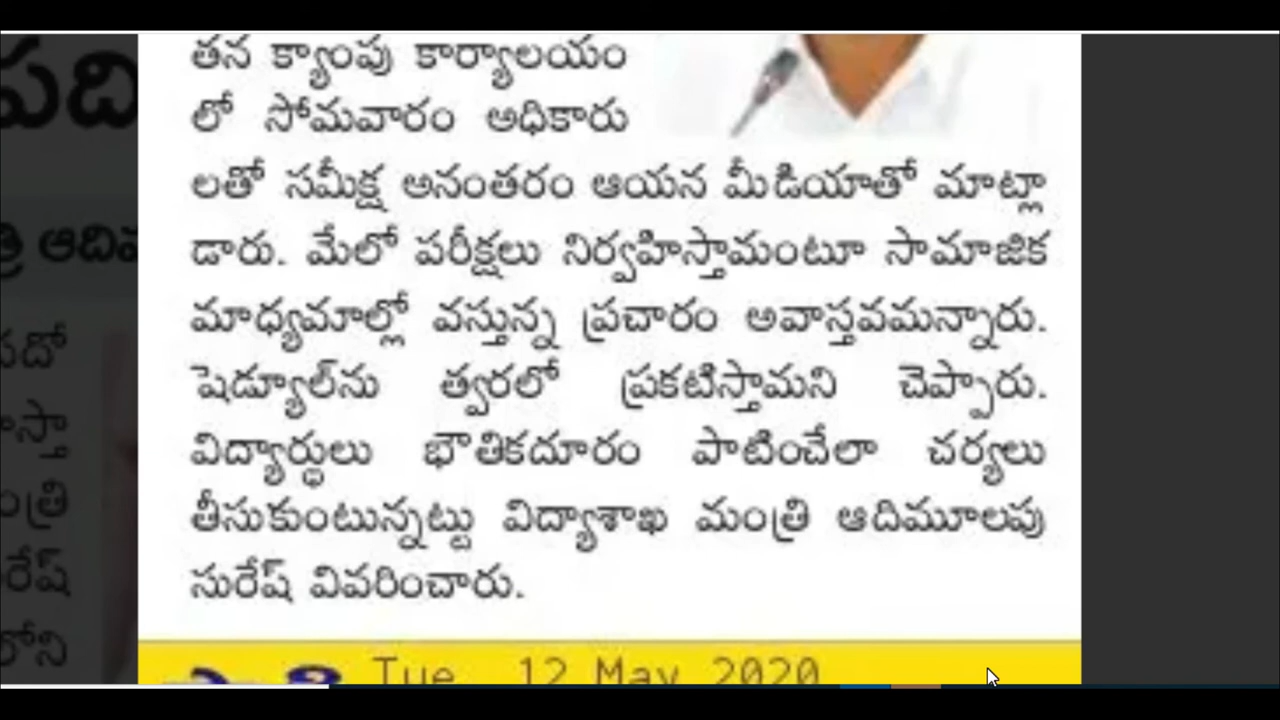 తన క్యాంపు కార్యాలయం
లో సోమవారం అధికారు
లతో సమీక్ష అనంతరం ఆయన మీడియాతో మాట్లా
డారు. మేలో పరీక్షలు నిర్వహిస్తామంటూ సామాజిక
మాధ్యమాల్లో వస్తున్న ప్రచారం అవాస్తవమన్నారు.
షెడ్యూల్‌ను త్వరలో ప్రకటిస్తామని చెప్పారు.
విద్యార్థులు భౌతికదూరం పాటించేలా చర్యలు
తీసుకుంటున్నట్టు విద్యాశాఖ మంత్రి ఆదిమూలపు
సురేష్ వివరించారు.
Tue, 12 May 2020